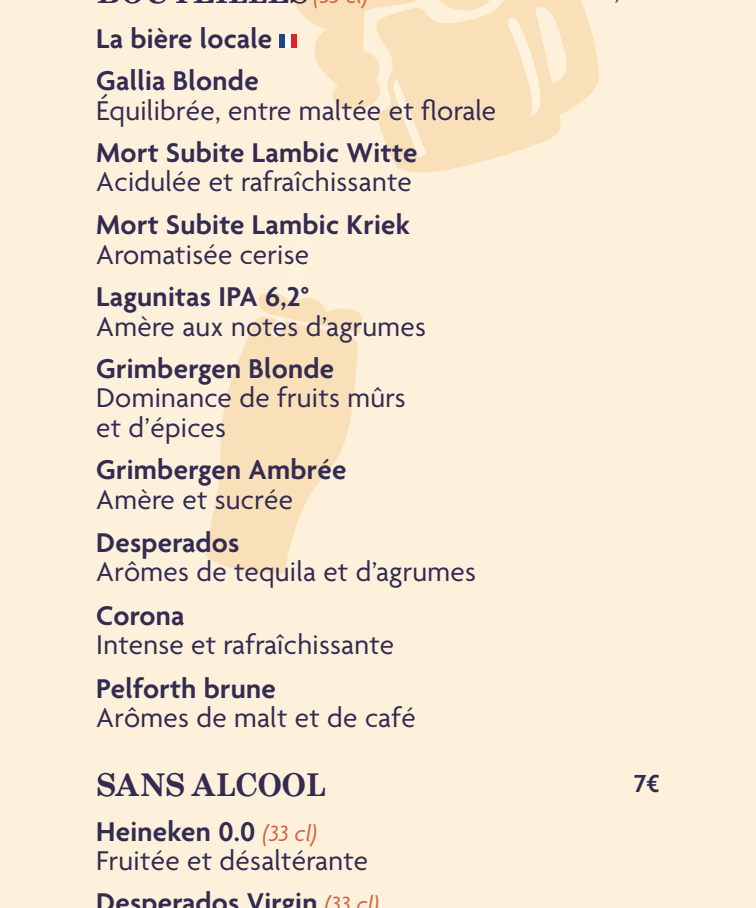 BOUTEILLES (33 cl)
La bière locale
Gallia Blonde
Équilibrée, entre maltée et florale
Mort Subite Lambic Witte
Acidulée et rafraîchissante
Mort Subite Lambic Kriek
Aromatisée cerise
Lagunitas IPA 6,2°
Amère aux notes d’agrumes
Grimbergen Blonde
Dominance de fruits mûrs
et d’épices
Grimbergen Ambrée
Amère et sucrée
Desperados
Arômes de tequila et d’agrumes
Corona
Intense et rafraîchissante
Pelforth brune
Arômes de malt et de café
SANS ALCOOL 7€
Heineken 0.0 (33 cl)
Fruitée et désaltérante
Desperados Virgin (33 cl)